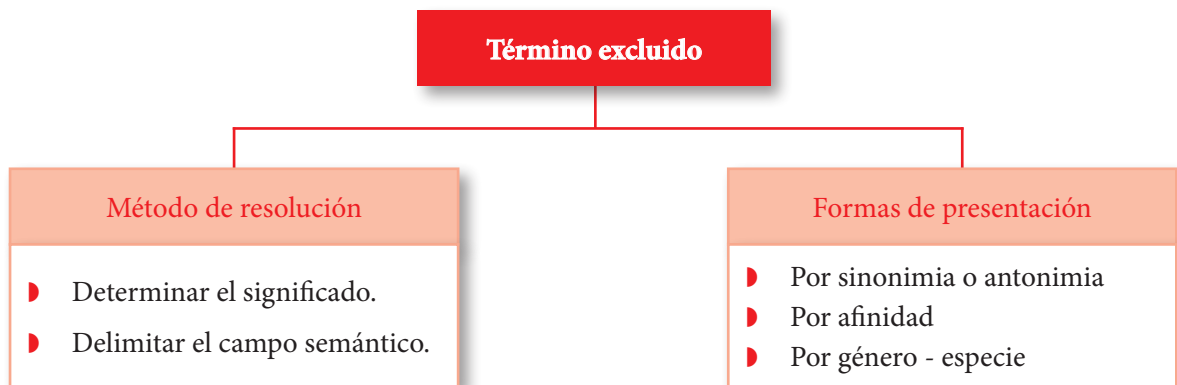 Término excluido
Método de resolución
◗ Determinar el significado.
◗ Delimitar el campo semántico.
Formas de presentación
◗ Por sinonimia o antonimia
◗ Por afinidad
◗ Por género - especie